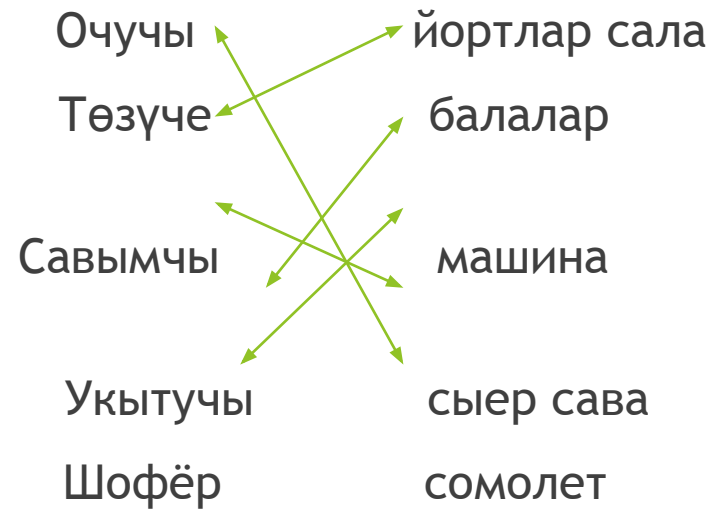 Очучы йортлар сала
Төзүче балалар
Савымчы машина
Укытучы сыер сава
Шофёр сомолет